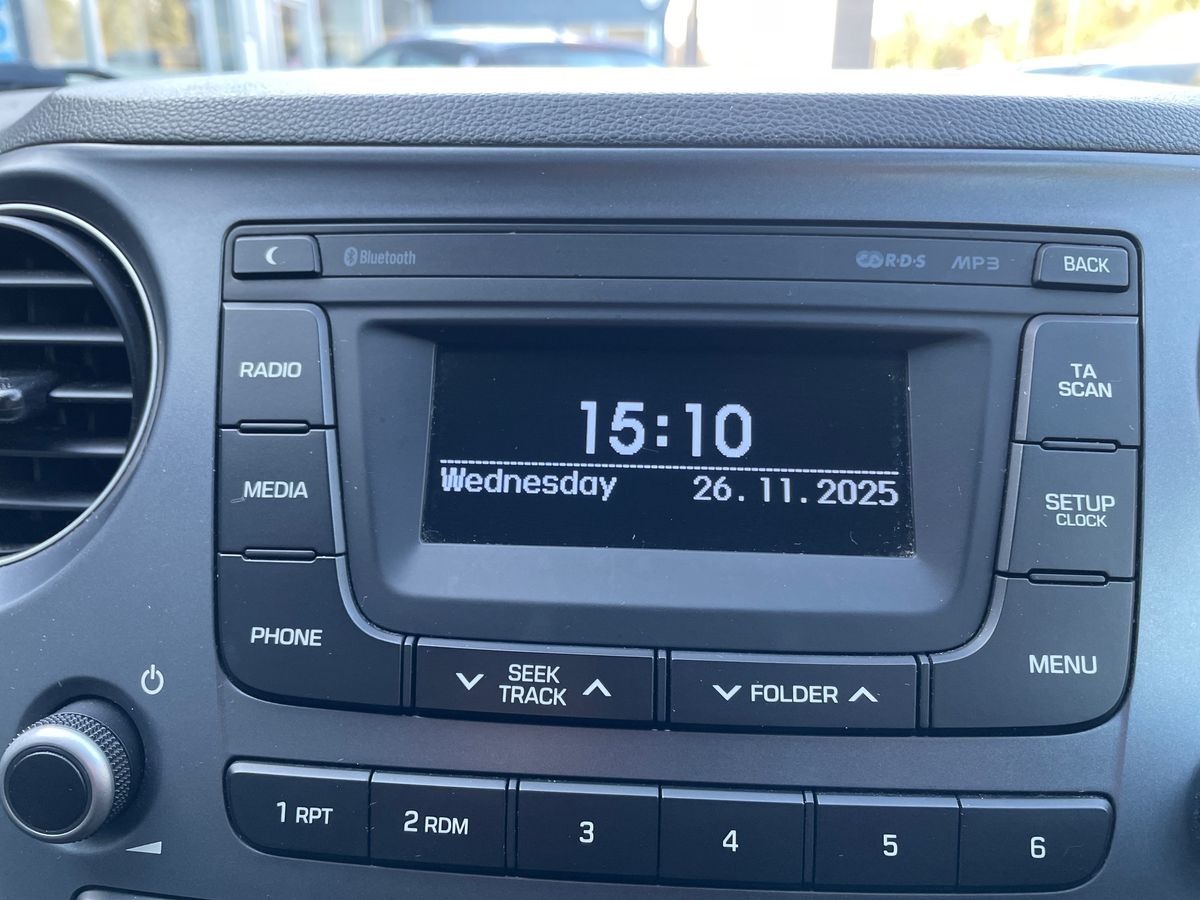 Bluetooth
R·D·S
MP3
BACK
RADIO
TA
SCAN
15:10
Wednesday 26.11.2025
MEDIA
SETUP
CLOCK
PHONE
SEEK
TRACK
FOLDER
MENU
1 RPT
2 RDM
3
4
5
6